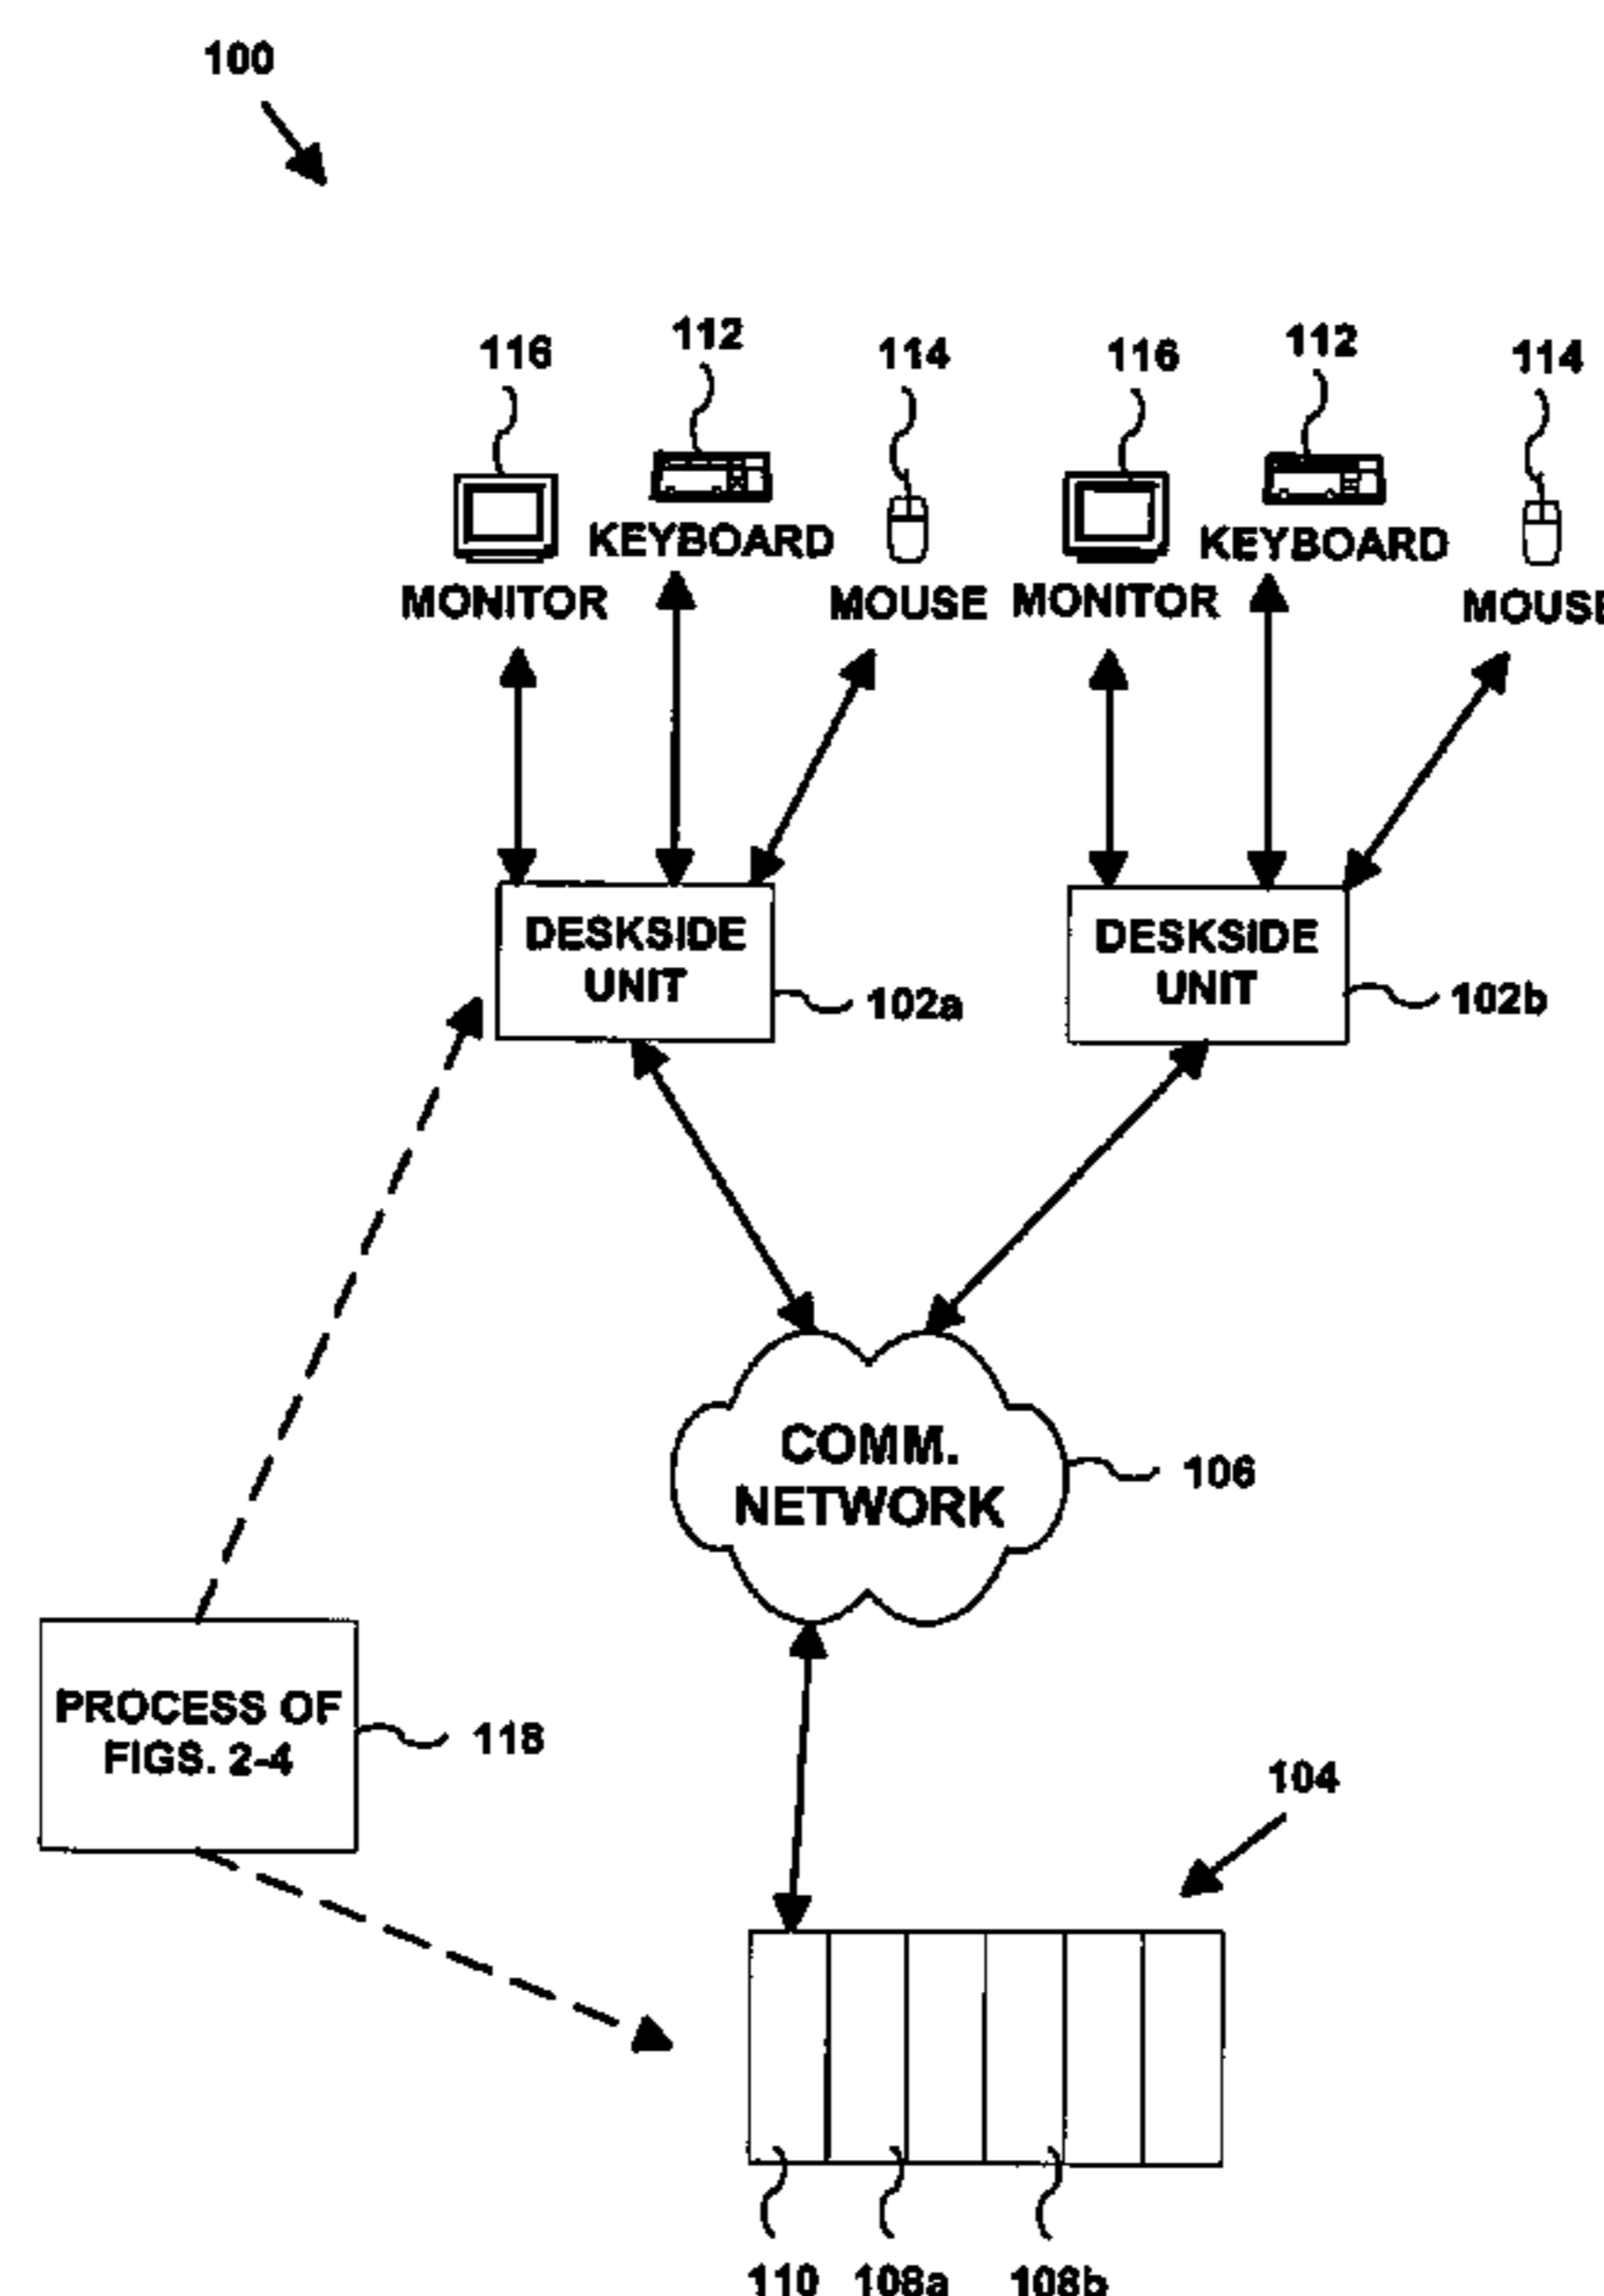 100
116
112
114
116
112
114
KEYBOARD
KEYBOARD
MONITOR
MOUSE
MONITOR
MOUSE
DESKSIDE
UNIT
102a
DESKSIDE
UNIT
102b
COMM.
NETWORK
106
PROCESS OF
FIGS. 2-4
118
104
110
108a
108b